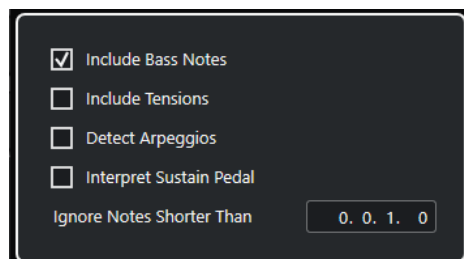 Include Bass Notes
Include Tensions
Detect Arpeggios
Interpret Sustain Pedal
Ignore Notes Shorter Than 0. 0. 1. 0